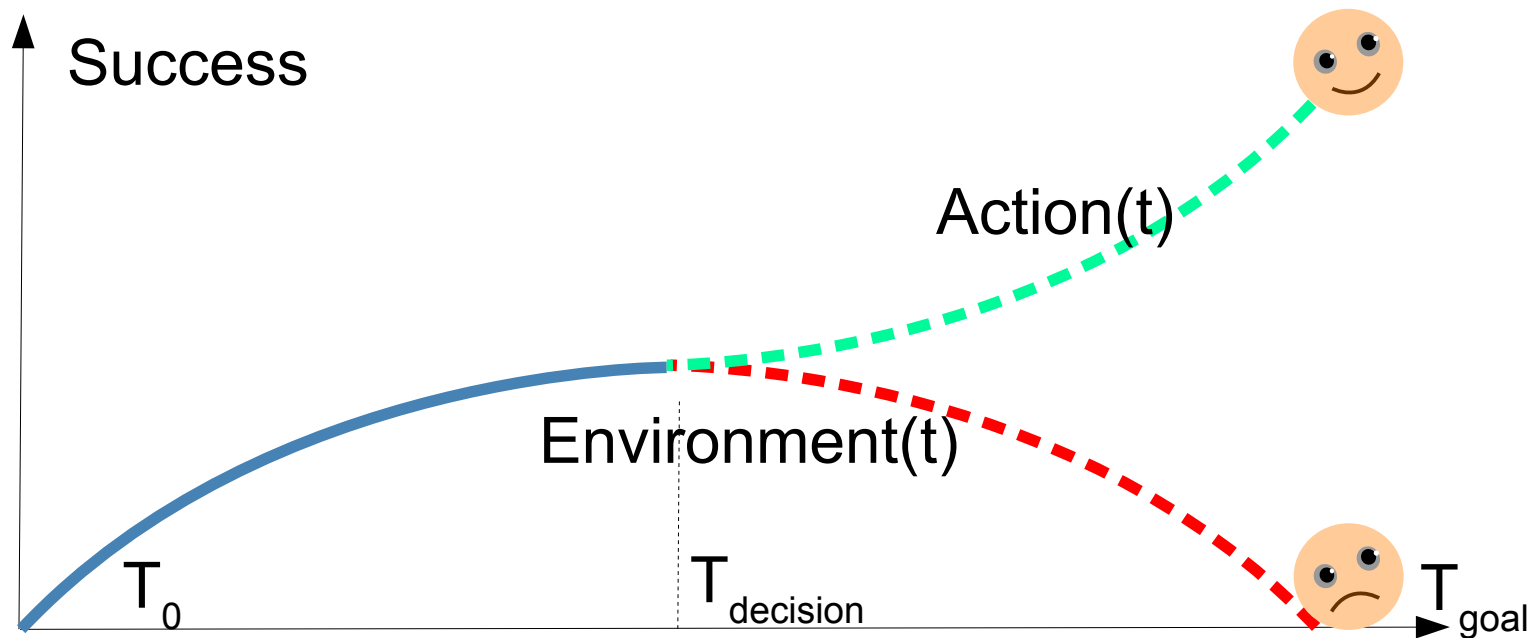 Success
Action(t)
Environment(t)
T0
Tdecision
Tgoal